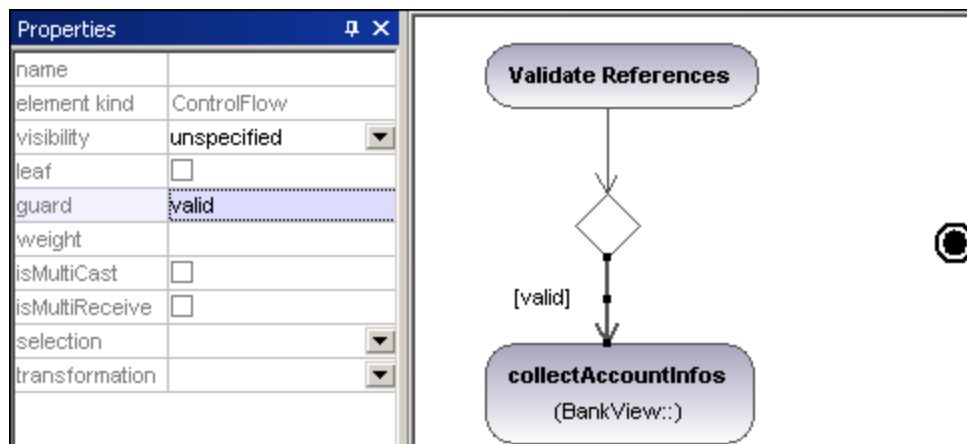 Properties
name
element kind ControlFlow
visibility unspecified
leaf
guard valid
weight
isMultiCast
isMultiReceive
selection
transformation
Validate References
[valid]
collectAccountInfos
(BankView::)